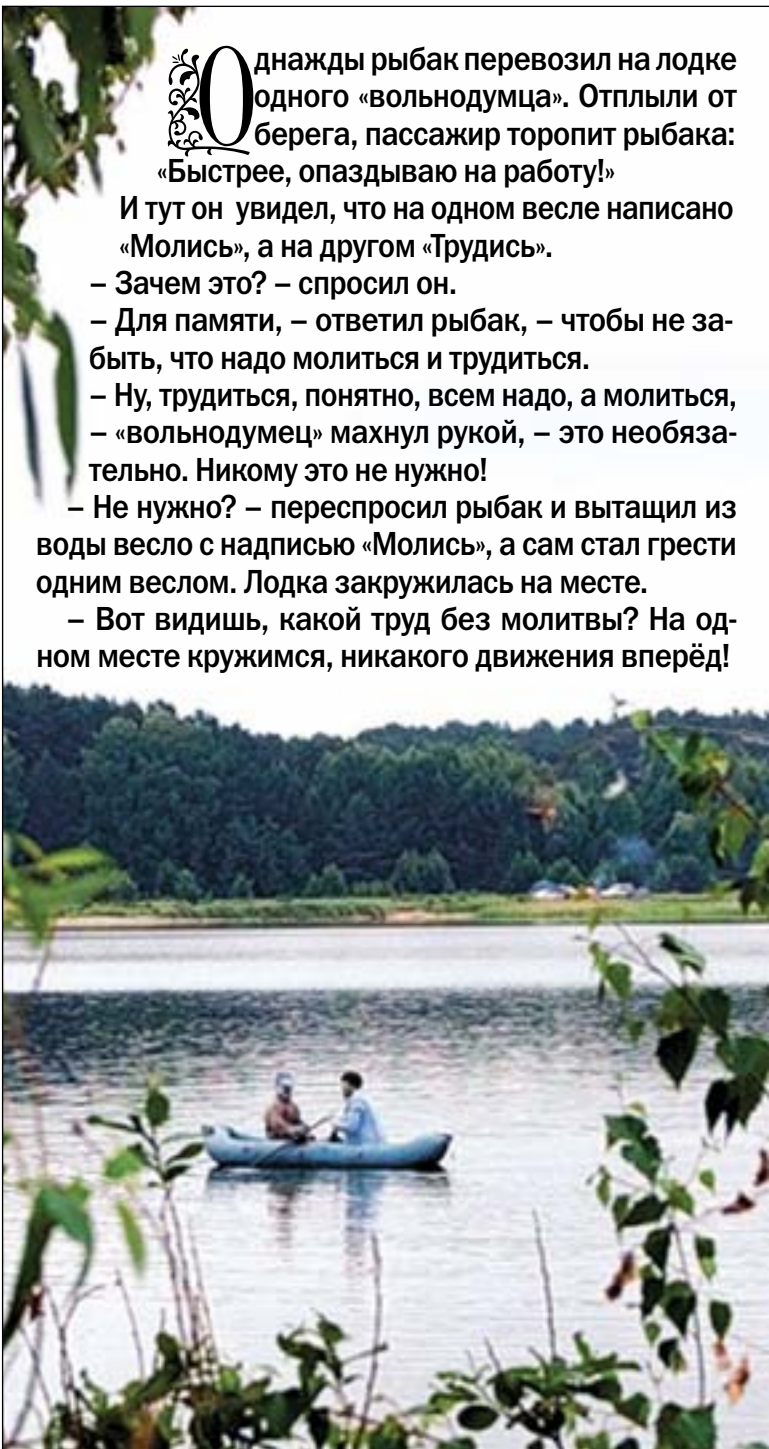 Однажды рыбак перевозил на лодке
одного «вольнодумца». Отплыли от
берега, пассажир торопит рыбака:
«Быстрее, опаздываю на работу!»
И тут он увидел, что на одном весле написано
«Молись», а на другом «Трудись».
– Зачем это? – спросил он.
– Для памяти, – ответил рыбак, – чтобы не за-
быть, что надо молиться и трудиться.
– Ну, трудиться, понятно, всем надо, а молиться,
– «вольнодумец» махнул рукой, – это необяза-
тельно. Никому это не нужно!
– Не нужно? – переспросил рыбак и вытащил из
воды весло с надписью «Молись», а сам стал грести
одним веслом. Лодка закружилась на месте.
– Вот видишь, какой труд без молитвы? На од-
ном месте кружимся, никакого движения вперёд!